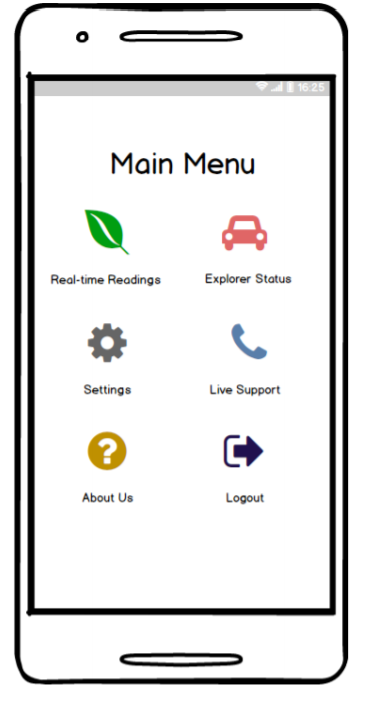 16:25
Main Menu
Real-time Readings
Explorer Status
Settings
Live Support
About Us
Logout